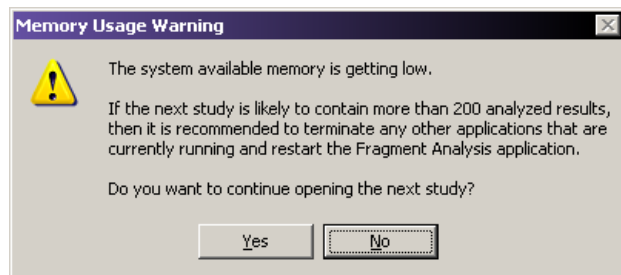 Memory Usage Warning
The system available memory is getting low.
If the next study is likely to contain more than 200 analyzed results,
then it is recommended to terminate any other applications that are
currently running and restart the Fragment Analysis application.
Do you want to continue opening the next study?
Yes No